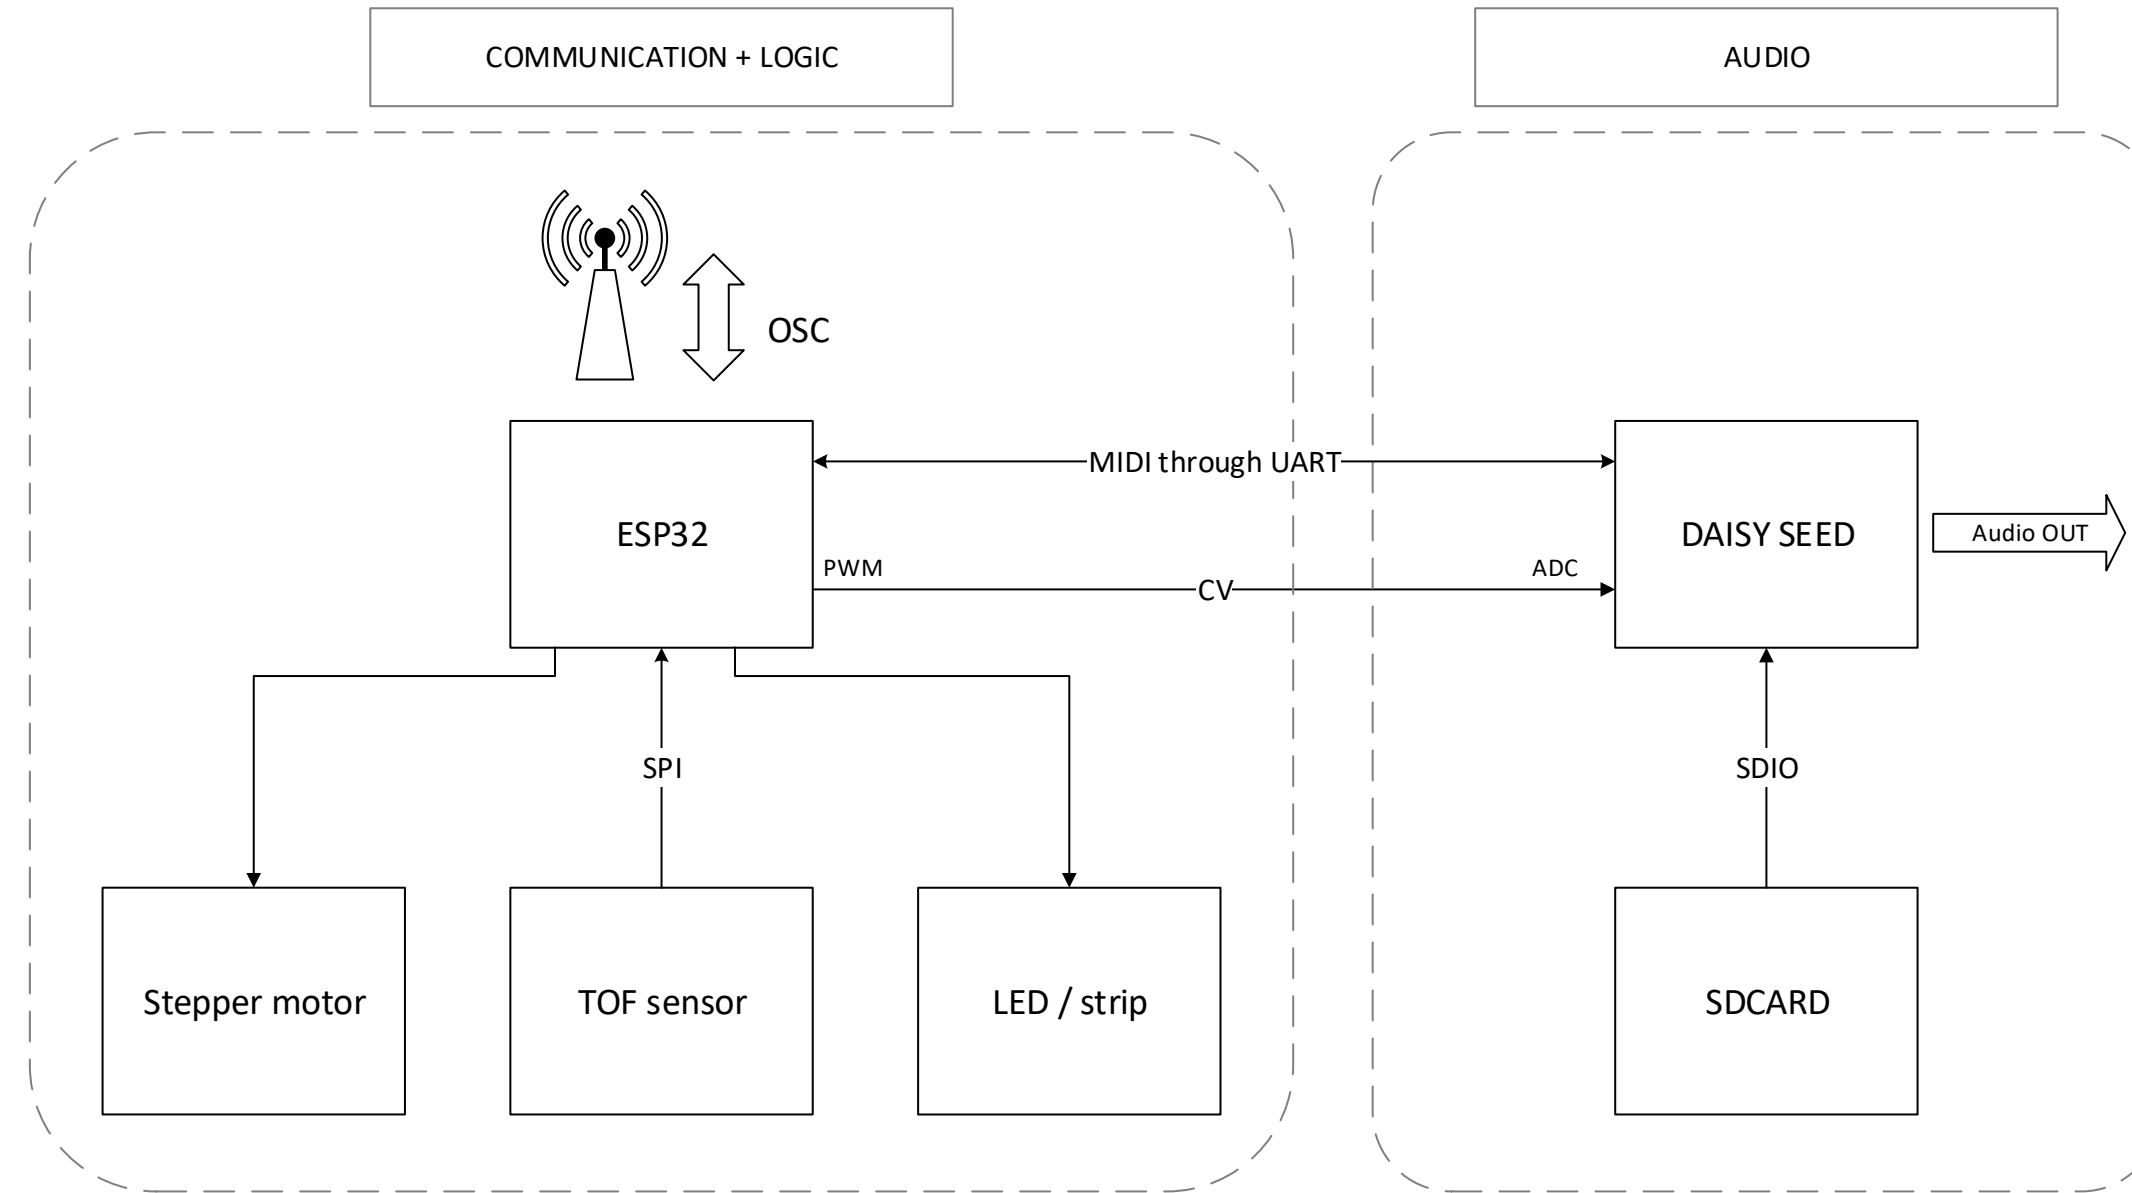 COMMUNICATION + LOGIC
AUDIO
OSC
MIDI through UART
ESP32
DAISY SEED
Audio OUT
PWM
CV
ADC
SPI
SDIO
Stepper motor
TOF sensor
LED / strip
SDCARD